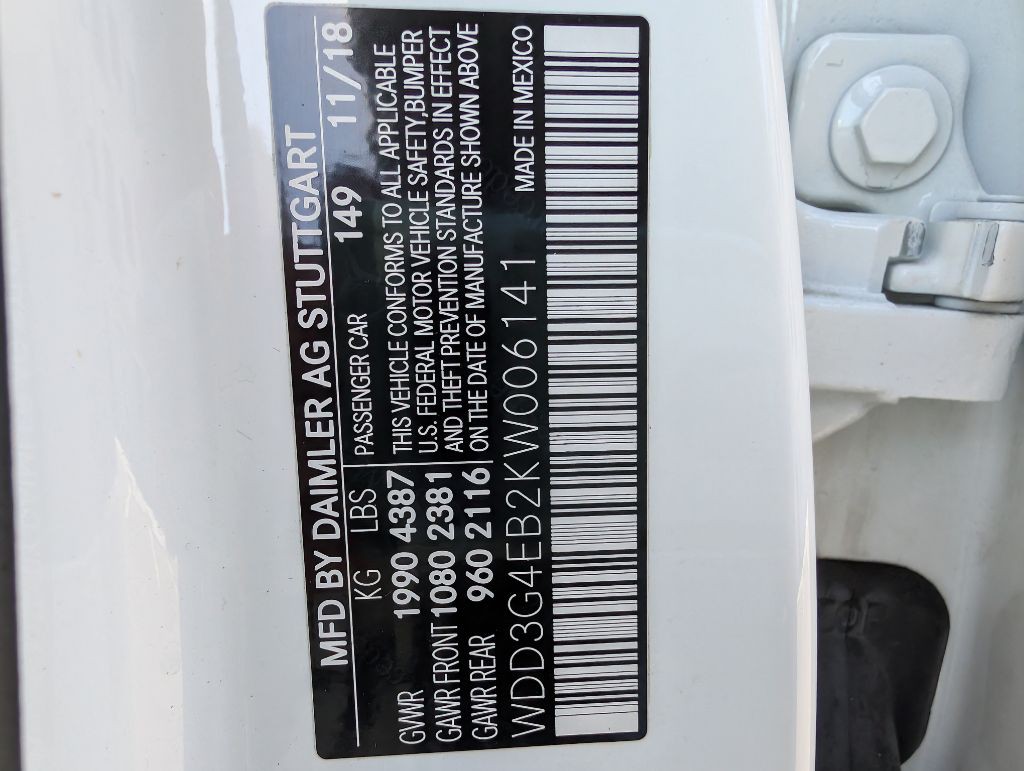 MFD BY DAIMLER AG STUTTGART
KG LBS PASSENGER CAR 149 11/18
GVWR 1990 4387 THIS VEHICLE CONFORMS TO ALL APPLICABLE
GAWR FRONT 1080 2381 U.S. FEDERAL MOTOR VEHICLE SAFETY,BUMPER
GAWR REAR 960 2116 AND THEFT PREVENTION STANDARDS IN EFFECT
ON THE DATE OF MANUFACTURE SHOWN ABOVE
WDD3G4EB2KW006141 MADE IN MEXICO